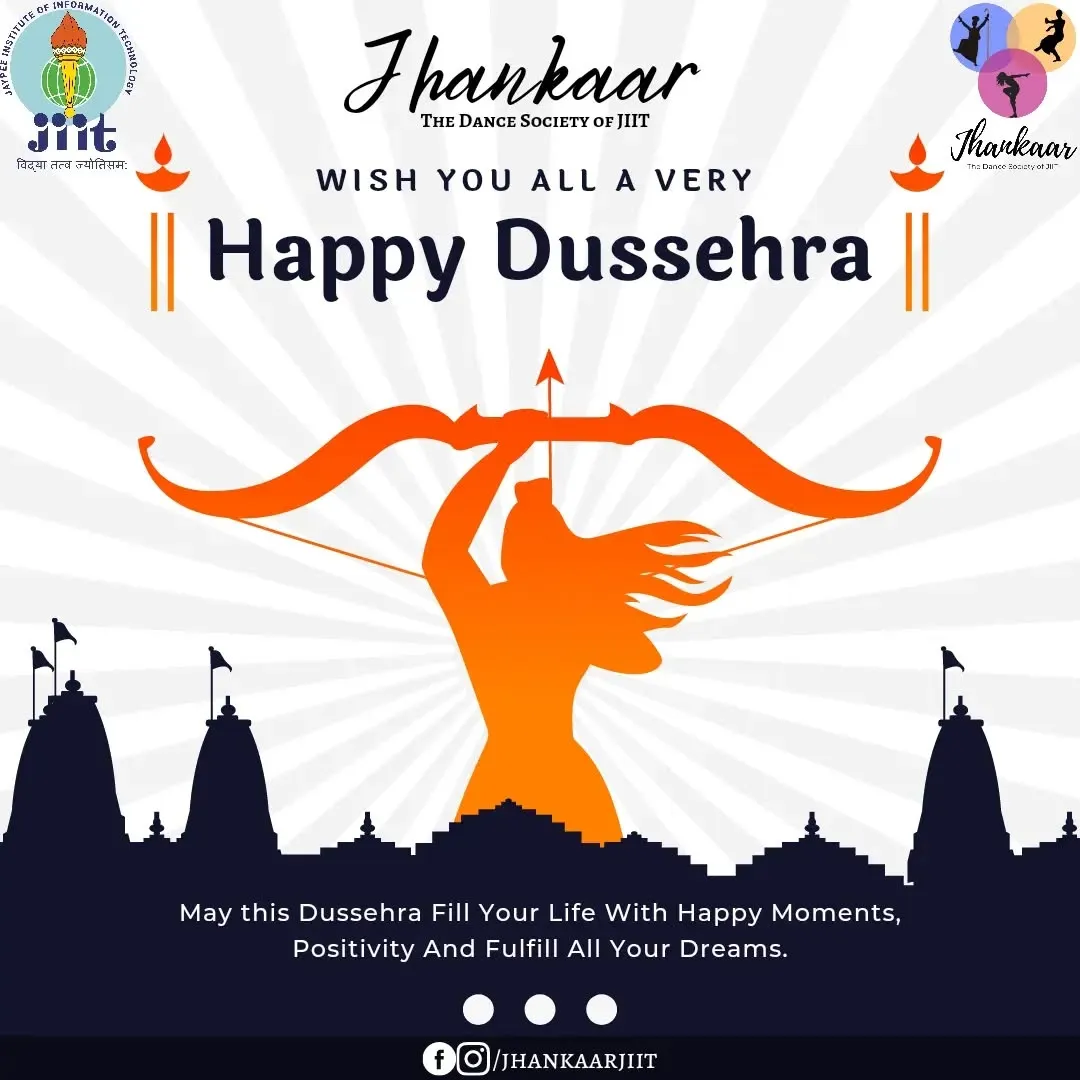 JAYPEE INSTITUTE OF INFORMATION TECHNOLOGY
jiit
विद्या तत्व ज्योतिसम:
Jhankaar
THE DANCE SOCIETY OF JIIT
Jhankaar
The Dance Society of JIIT
WISH YOU ALL A VERY
Happy Dussehra
May this Dussehra Fill Your Life With Happy Moments,
Positivity And Fulfill All Your Dreams.
/JHANKAARJIIT